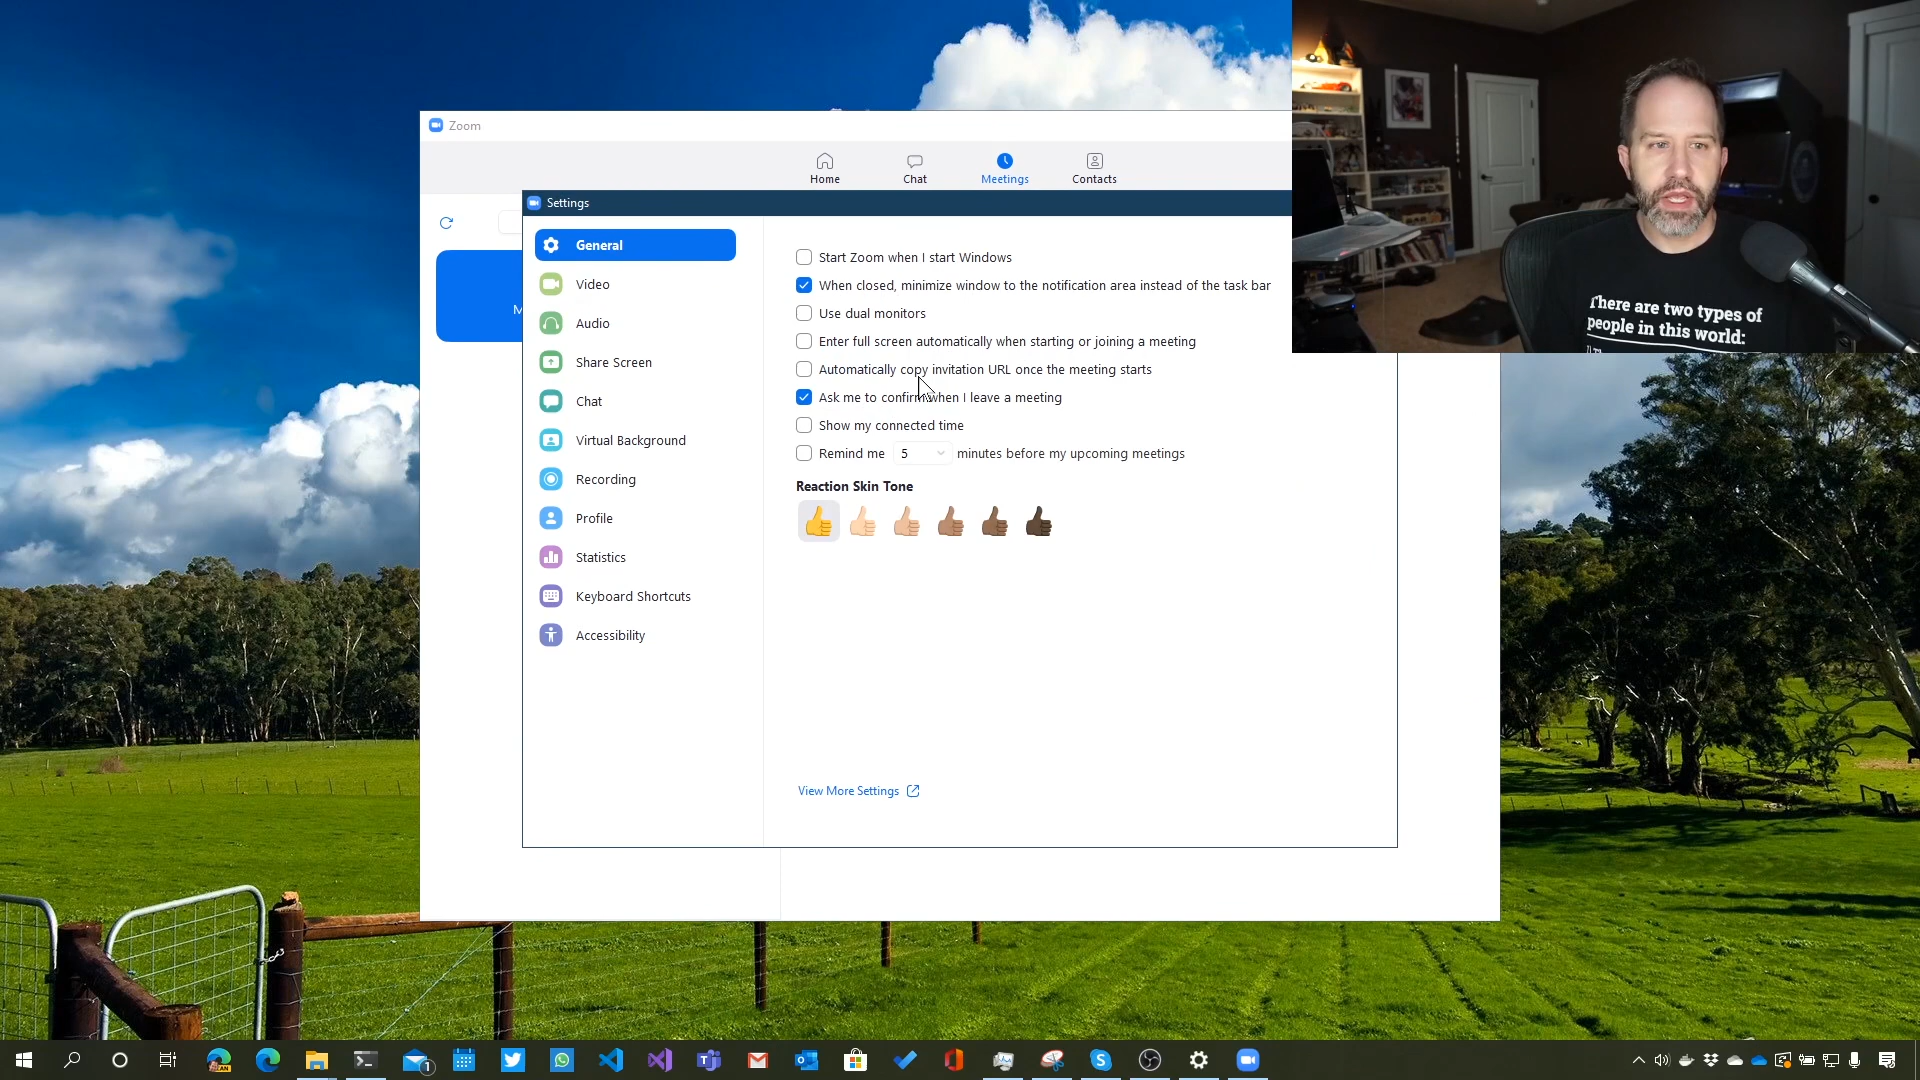 Zoom
Home
Chat
Meetings
Contacts
Settings
M
General
Video
Audio
Share Screen
Chat
Virtual Background
Recording
Profile
Statistics
Keyboard Shortcuts
Accessibility
Start Zoom when I start Windows
When closed, minimize window to the notification area instead of the task bar
Use dual monitors
Enter full screen automatically when starting or joining a meeting
Automatically copy invitation URL once the meeting starts
Ask me to confirm when I leave a meeting
Show my connected time
Remind me 5 minutes before my upcoming meetings
Reaction Skin Tone
View More Settings
There are two types of
people in this world:
1